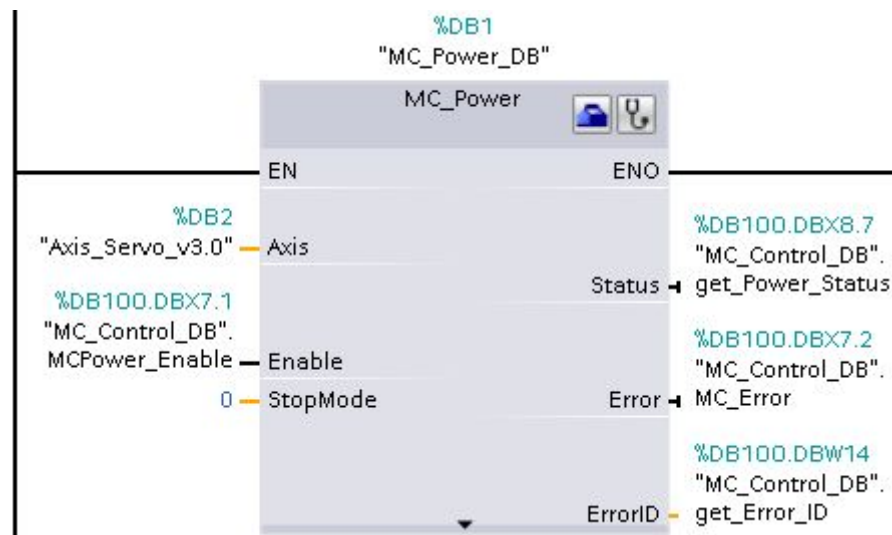 %DB1
"MC_Power_DB"
MC_Power
EN
ENO
%DB2
"Axis_Servo_v3.0"
Axis
%DB100.DBX8.7
"MC_Control_DB".
get_Power_Status
Status
%DB100.DBX7.1
"MC_Control_DB".
MCPower_Enable
Enable
%DB100.DBX7.2
"MC_Control_DB".
MC_Error
0
StopMode
Error
%DB100.DBW14
"MC_Control_DB".
get_Error_ID
ErrorID